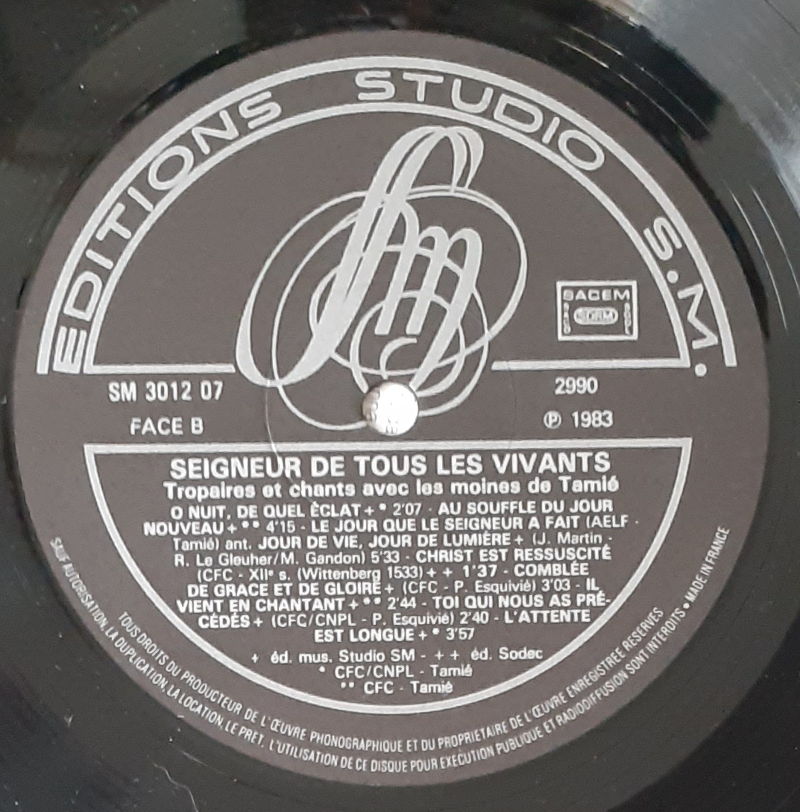 EDITIONS STUDIO S.M.
Sm
SACEM
SDRM
SACD
SGDL
SM 3012 07
2990
FACE B
℗ 1983
SEIGNEUR DE TOUS LES VIVANTS
Tropaires et chants avec les moines de Tamié
O NUIT, DE QUEL ÉCLAT + * 2'07 - AU SOUFFLE DU JOUR
NOUVEAU + ** 4'15 - LE JOUR QUE LE SEIGNEUR A FAIT (AELF -
Tamié) ant. JOUR DE VIE, JOUR DE LUMIÈRE + (J. Martin -
R. Le Gleuher/M. Gandon) 5'33 - CHRIST EST RESSUSCITÉ
(CFC - XIIe s. (Wittenberg 1533) + + 1'37 - COMBLÉE
DE GRACE ET DE GLOIRE + (CFC - P. Esquivié) 3'03 - IL
VIENT EN CHANTANT + ** 2'44 - TOI QUI NOUS AS PRÉ-
CÉDÉS + (CFC/CNPL - P. Esquivié) 2'40 - L'ATTENTE
EST LONGUE + * 3'57
+ éd. mus. Studio SM - + + éd. Sodec
* CFC/CNPL - Tamié
** CFC - Tamié
TOUS DROITS DU PRODUCTEUR DE L'ŒUVRE PHONOGRAPHIQUE ET DU PROPRIETAIRE DE L'ŒUVRE ENREGISTREE RESERVES
SAUF AUTORISATION, LA DUPLICATION, LA LOCATION, LE PRET, L'UTILISATION DE CE DISQUE POUR EXECUTION PUBLIQUE ET RADIODIFFUSION SONT INTERDITS • MADE IN FRANCE